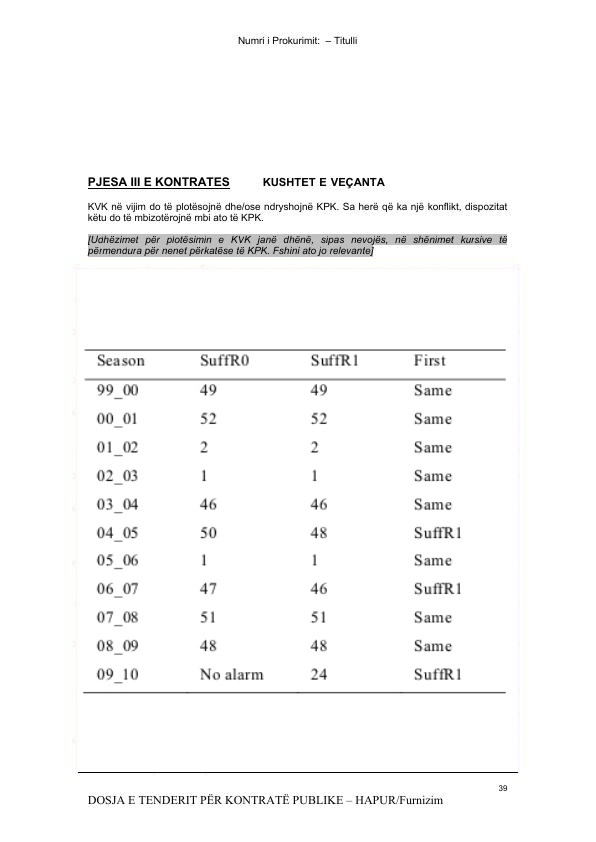 Numri i Prokurimit:  – Titulli
PJESA III E KONTRATES KUSHTET E VEÇANTA
KVK në vijim do të plotësojnë dhe/ose ndryshojnë KPK. Sa herë që ka një konflikt, dispozitat
këtu do të mbizotërojnë mbi ato të KPK.
[Udhëzimet për plotësimin e KVK janë dhënë, sipas nevojës, në shënimet kursive të
përmendura për nenet përkatëse të KPK. Fshini ato jo relevante]
Season SuffR0 SuffR1 First
99_00 49 49 Same
00_01 52 52 Same
01_02 2 2 Same
02_03 1 1 Same
03_04 46 46 Same
04_05 50 48 SuffR1
05_06 1 1 Same
06_07 47 46 SuffR1
07_08 51 51 Same
08_09 48 48 Same
09_10 No alarm 24 SuffR1
39
DOSJA E TENDERIT PËR KONTRATË PUBLIKE – HAPUR/Furnizim